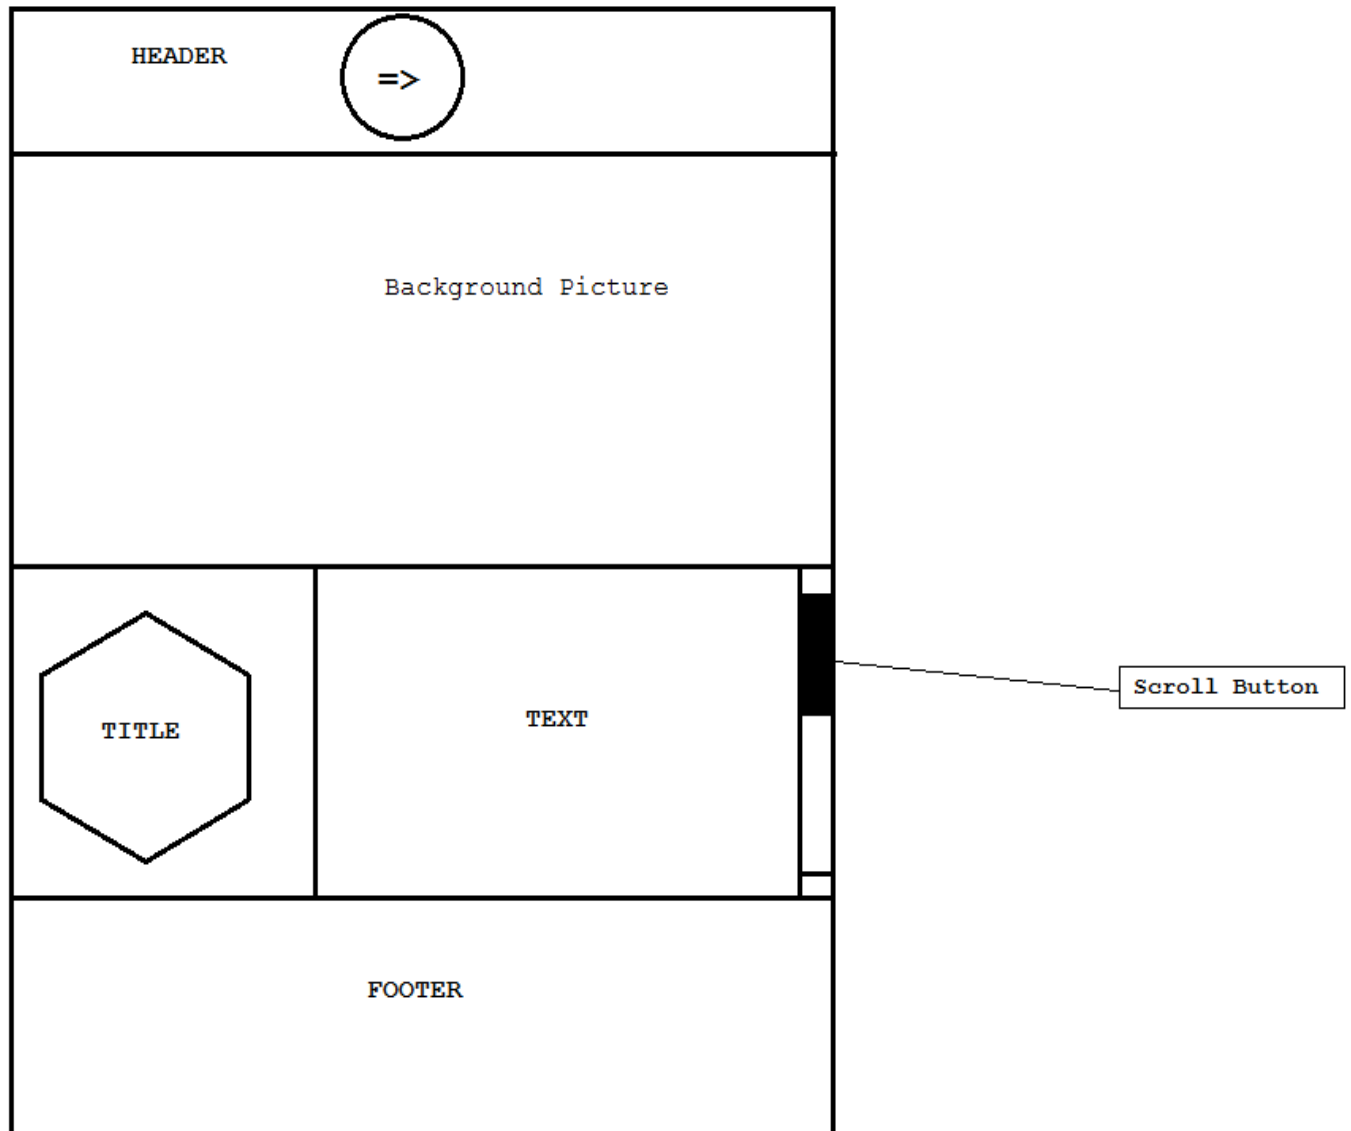 HEADER
=>
Background Picture
TITLE
TEXT
Scroll Button
FOOTER